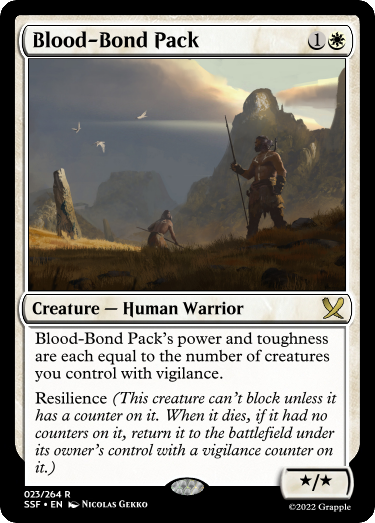 Blood-Bond Pack 1
Creature — Human Warrior
Blood-Bond Pack's power and toughness
are each equal to the number of creatures
you control with vigilance.
Resilience (This creature can't block unless it
has a counter on it. When it dies, if it had no
counters on it, return it to the battlefield under
its owner's control with a vigilance counter on
it.)
*/*
023/264 R
SSF • EN Nicolas Gekko
©2022 Grapple